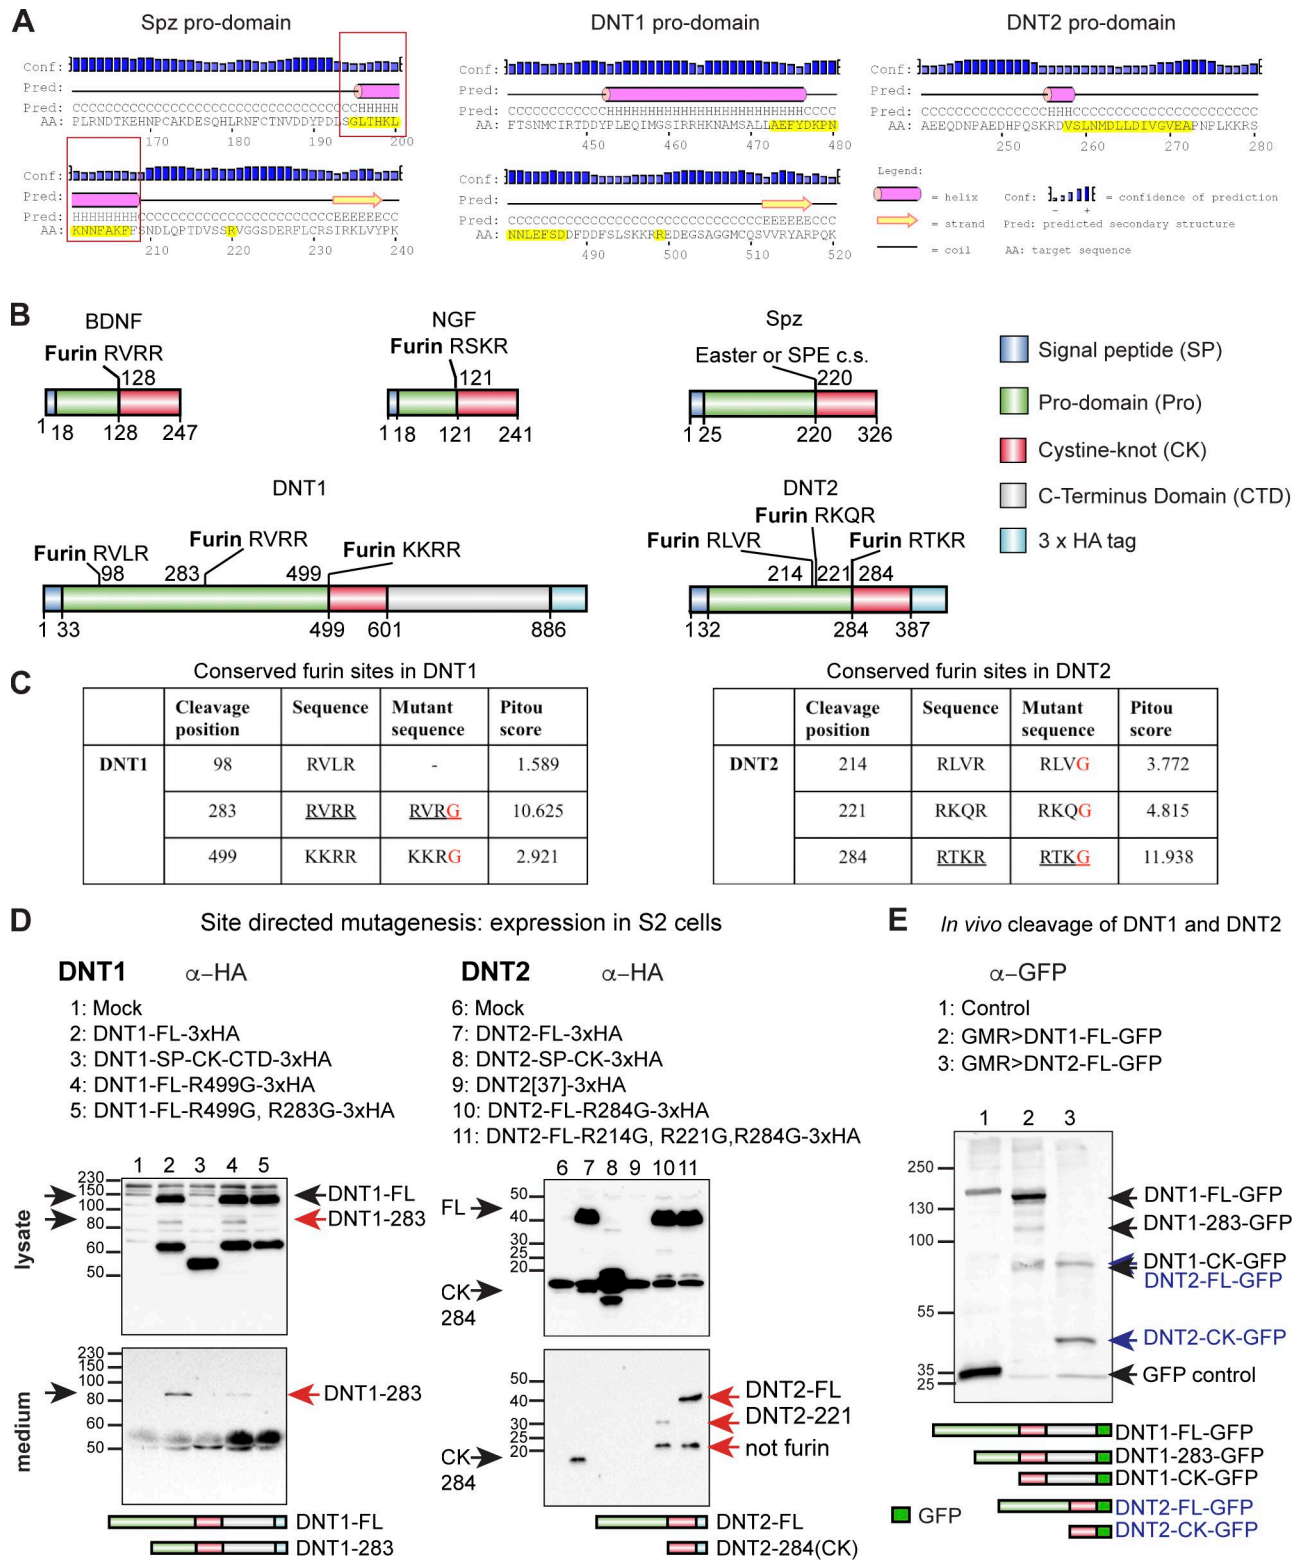 A
Spz pro-domain
DNT1 pro-domain
DNT2 pro-domain
Conf:
Pred:
Pred: CCCCCCCCCCCCCCCCCCCCCCCCCCCCCCCCCCCHHHHH
AA: PLRNDTKEHNPCAKDESQHLRNFCTNVDDYPDLSGLTHKL
170 180 190 200
Conf:
Pred:
Pred: HHHHHHHHCCCCCCCCCCCCCCCCCCCCCCCCEEEEEECC
AA: KNNFAKFFSNDLQPTDVSSRVGGSDERFLCRSIRKLVYPK
210 220 230 240
Conf:
Pred:
Pred: CCCCCCCCCCCCHHHHHHHHHHHHHHHHHHHHHHHHCCCC
AA: FTSNMCIRTDDYPLEQIMGSIRRHKNAMSALLAEFYDKPN
450 460 470 480
Conf:
Pred:
Pred: CCCCCCCCCCCCCCCCCCCCCCCCCCCCCCCEEEEEECCC
AA: NNLEFSDDFDDFSLSKKRREDEGSAGGMCQSVVRYARPQK
490 500 510 520
Conf:
Pred:
Pred: CCCCCCCCCCCCCCCHHHCCCCCCCCCCCCCCCCCCCCCC
AA: AEEQDNPAEDHPQSKRDVSLNMDLLDIVGVEAPNPLKKRS
250 260 270 280
Legend:
= helix Conf: - + = confidence of prediction
= strand Pred: predicted secondary structure
= coil AA: target sequence
B
BDNF
Furin RVRR
128
1 18 128 247
NGF
Furin RSKR
121
1 18 121 241
Spz
Easter or SPE c.s.
220
1 25 220 326
Signal peptide (SP)
Pro-domain (Pro)
Cystine-knot (CK)
C-Terminus Domain (CTD)
3 x HA tag
DNT1
Furin RVLR
98
Furin RVRR
283
Furin KKRR
499
1 33 499 601 886
DNT2
Furin RKQR
Furin RLVR
Furin RTKR
214 221 284
1 32 284 387
C
Conserved furin sites in DNT1
Cleavage position Sequence Mutant sequence Pitou score
DNT1 98 RVLR - 1.589
283 RVRR RVRG 10.625
499 KKRR KKRG 2.921
Conserved furin sites in DNT2
Cleavage position Sequence Mutant sequence Pitou score
DNT2 214 RLVR RLVG 3.772
221 RKQR RKQG 4.815
284 RTKR RTKG 11.938
D
Site directed mutagenesis: expression in S2 cells
DNT1 α–HA
1: Mock
2: DNT1-FL-3xHA
3: DNT1-SP-CK-CTD-3xHA
4: DNT1-FL-R499G-3xHA
5: DNT1-FL-R499G, R283G-3xHA
1 2 3 4 5
230
150
100
80
60
50
lysate
DNT1-FL
DNT1-283
230
150
100
80
60
50
medium
DNT1-283
DNT1-FL
DNT1-283
DNT2 α–HA
6: Mock
7: DNT2-FL-3xHA
8: DNT2-SP-CK-3xHA
9: DNT2[37]-3xHA
10: DNT2-FL-R284G-3xHA
11: DNT2-FL-R214G, R221G,R284G-3xHA
6 7 8 9 10 11
FL
50
40
30
25
20
CK
284
50
40
30
25
20
CK
284
DNT2-FL
DNT2-221
not furin
DNT2-FL
DNT2-284(CK)
E
In vivo cleavage of DNT1 and DNT2
α–GFP
1: Control
2: GMR>DNT1-FL-GFP
3: GMR>DNT2-FL-GFP
1 2 3
250
130
100
55
35
25
DNT1-FL-GFP
DNT1-283-GFP
DNT1-CK-GFP
DNT2-FL-GFP
DNT2-CK-GFP
GFP control
DNT1-FL-GFP
DNT1-283-GFP
DNT1-CK-GFP
DNT2-FL-GFP
DNT2-CK-GFP
GFP